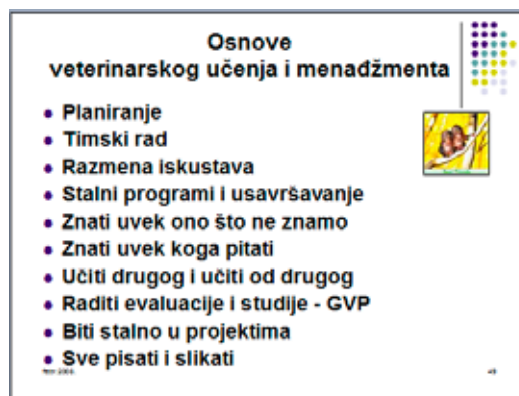 Osnove
veterinarskog učenja i menadžmenta
Planiranje
Timski rad
Razmena iskustava
Stalni programi i usavršavanje
Znati uvek ono što ne znamo
Znati uvek koga pitati
Učiti drugog i učiti od drugog
Raditi evaluacije i studije - GVP
Biti stalno u projektima
Sve pisati i slikati